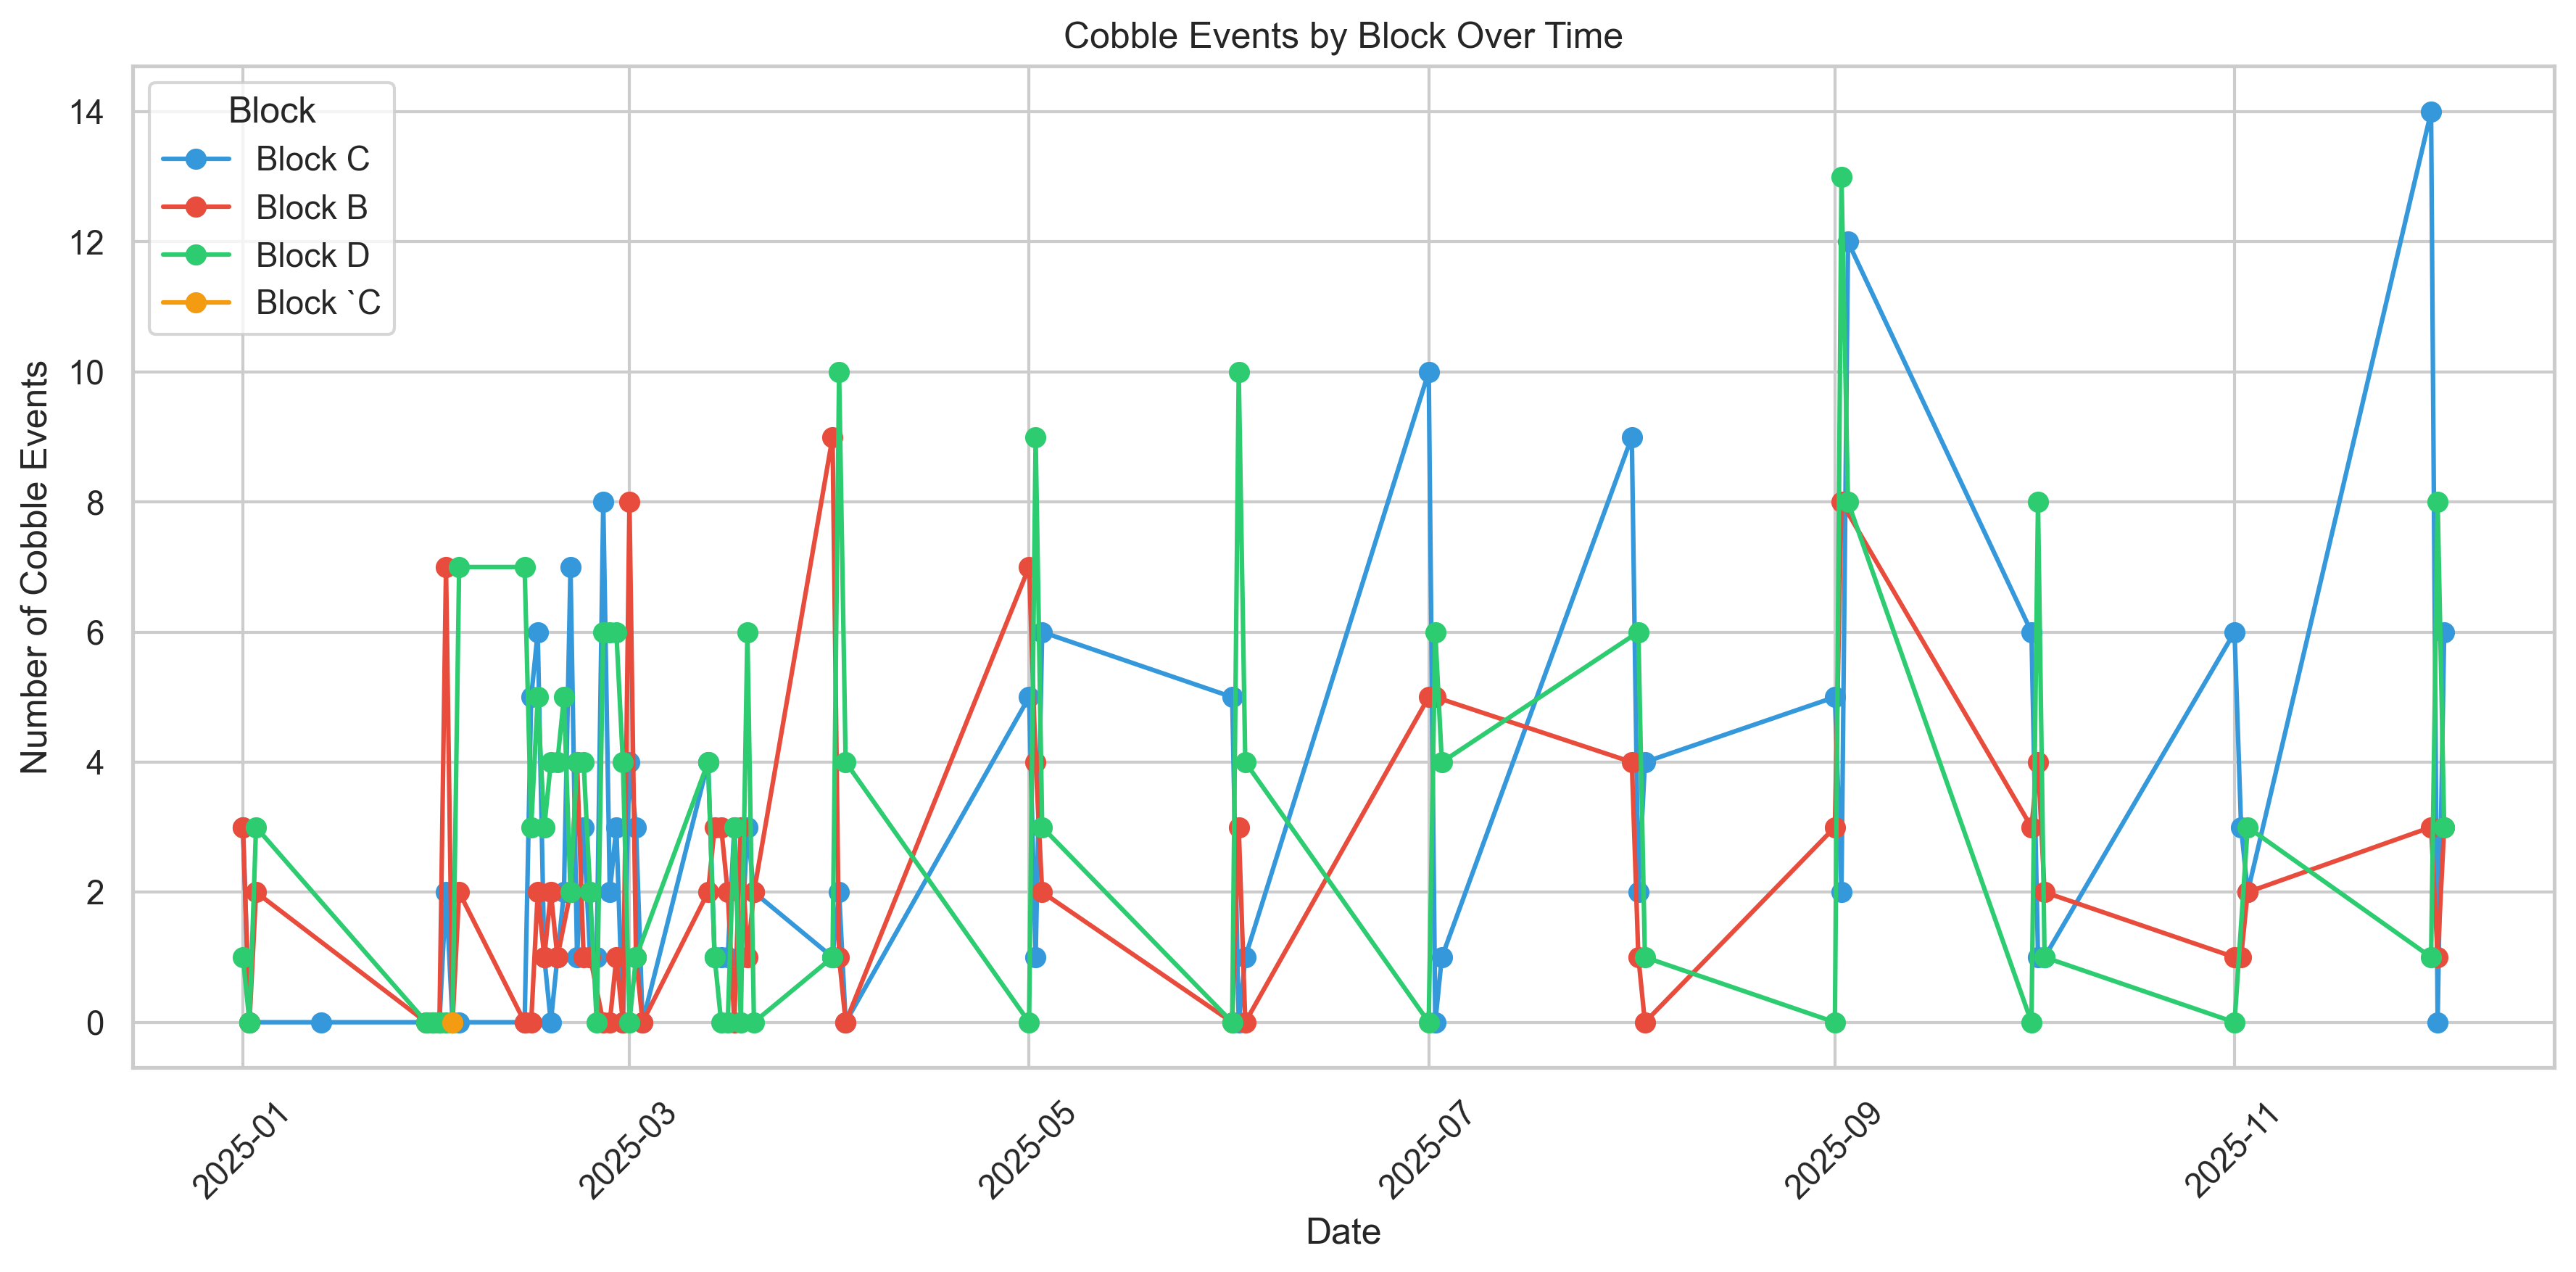 Cobble Events by Block Over Time
Block
Block C
Block B
Block D
Block `C
Number of Cobble Events
14
12
10
8
6
4
2
0
2025-01
2025-03
2025-05
2025-07
2025-09
2025-11
Date